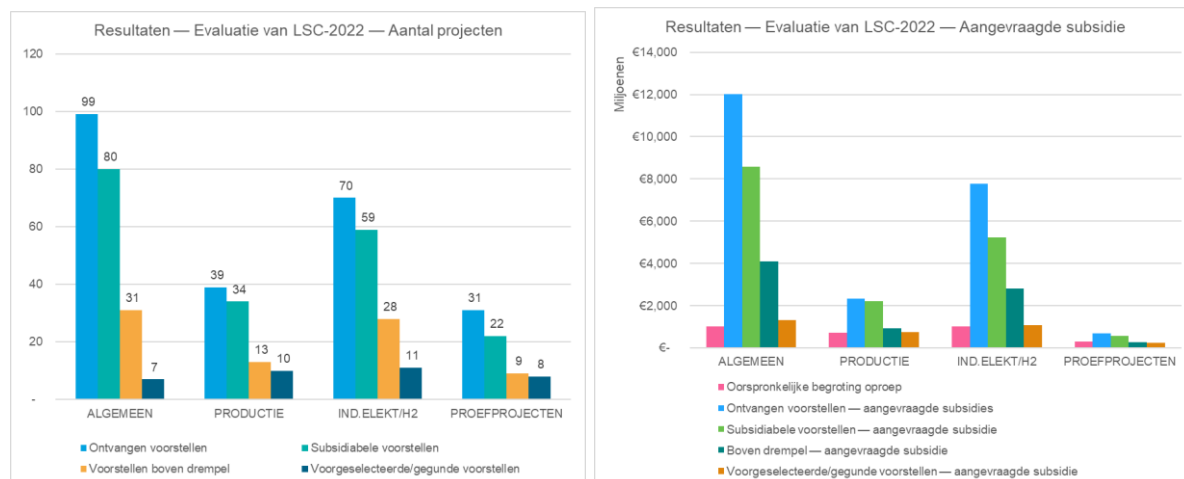 Resultaten — Evaluatie van LSC-2022 — Aantal projecten
120
100
80
60
40
20
-
99
80
31
7
39
34
13
10
70
59
28
11
31
22
9
8
ALGEMEEN
PRODUCTIE
IND.ELEKT/H2
PROEFPROJECTEN
Ontvangen voorstellen
Subsidiabele voorstellen
Voorstellen boven drempel
Voorgeselecteerde/gegunde voorstellen
Resultaten — Evaluatie van LSC-2022 — Aangevraagde subsidie
Miljoenen
€14,000
€12,000
€10,000
€8,000
€6,000
€4,000
€2,000
€-
ALGEMEEN
PRODUCTIE
IND.ELEKT/H2
PROEFPROJECTEN
Oorspronkelijke begroting oproep
Ontvangen voorstellen — aangevraagde subsidies
Subsidiabele voorstellen — aangevraagde subsidie
Boven drempel — aangevraagde subsidie
Voorgeselecteerde/gegunde voorstellen — aangevraagde subsidie